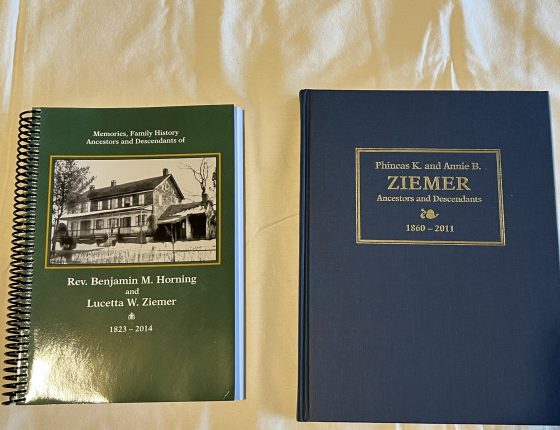 Memories, Family History
Ancestors and Descendants of
Rev. Benjamin M. Horning
and
Lucetta W. Ziemer
1823 – 2014
Phineas K. and Annie B.
ZIEMER
Ancestors and Descendants
1860 – 2011